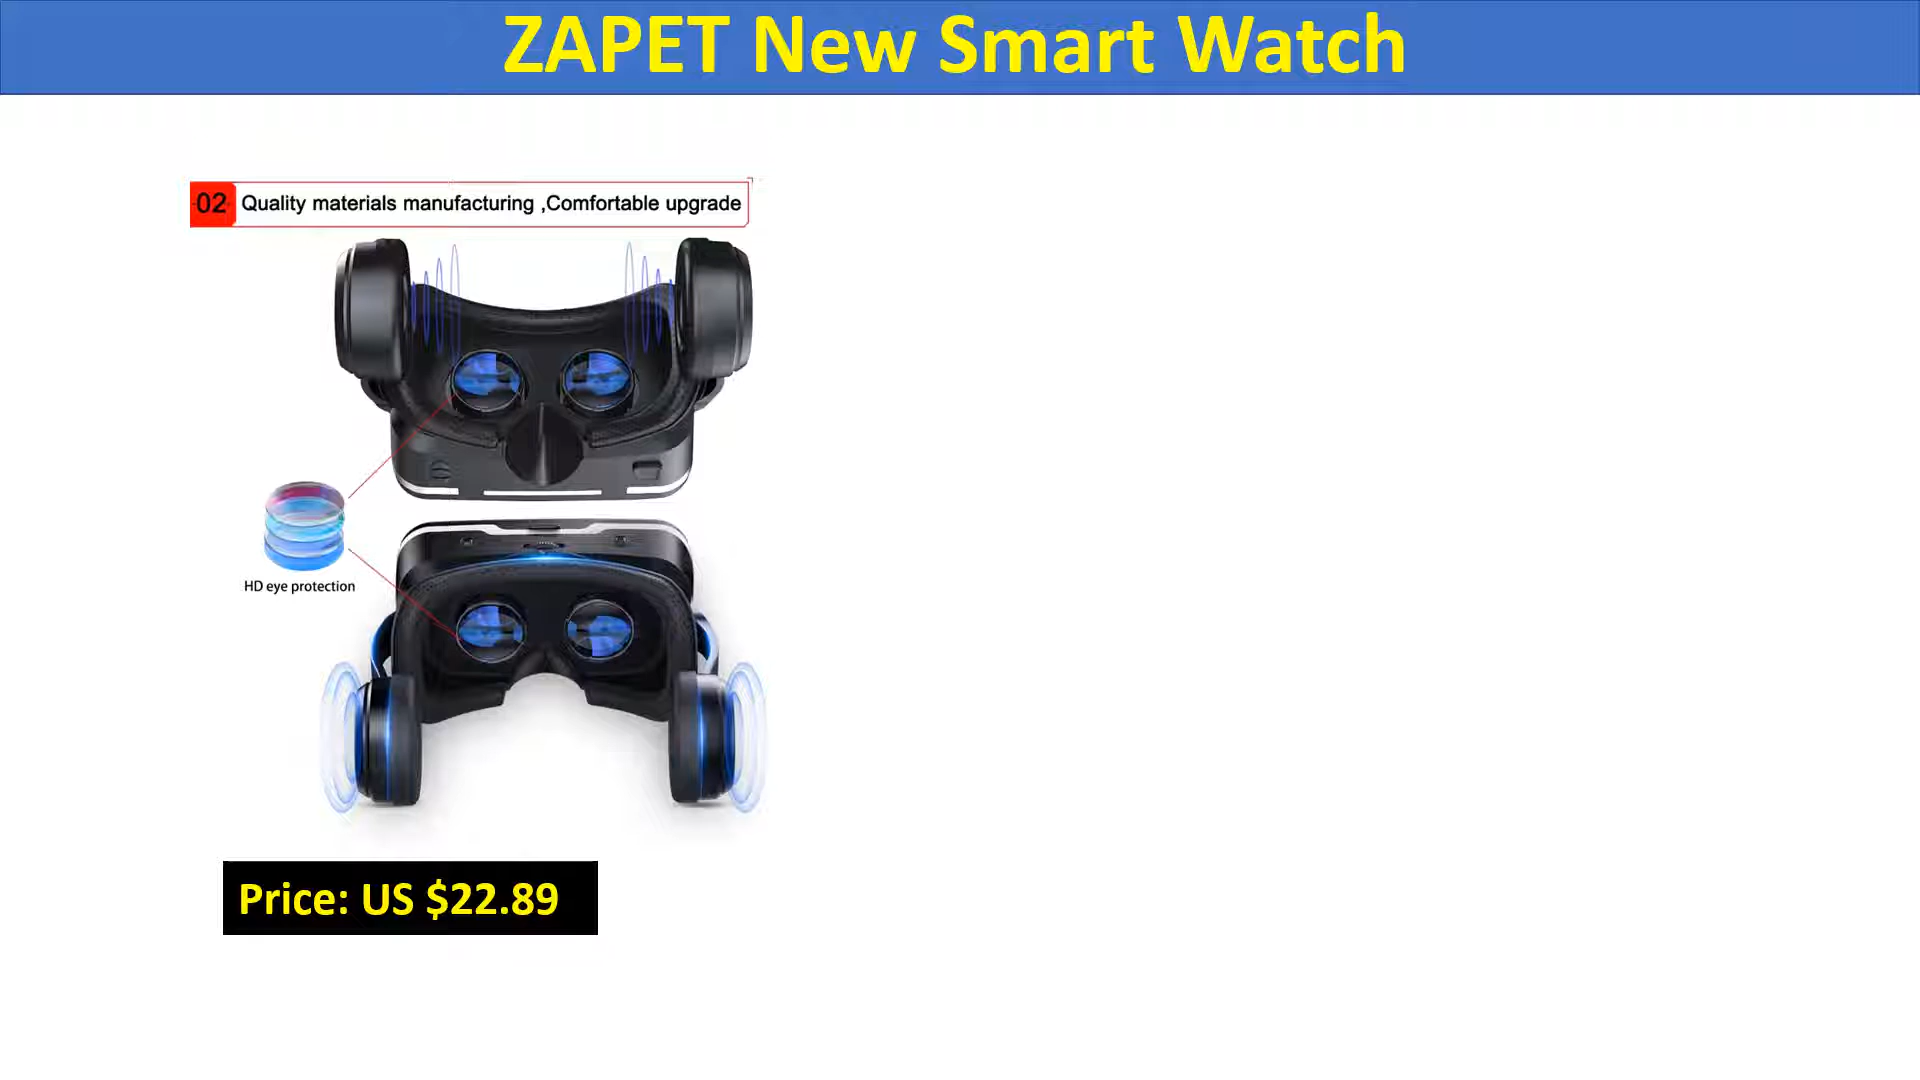 ZAPET New Smart Watch
02 Quality materials manufacturing ,Comfortable upgrade
HD eye protection
Price: US $22.89